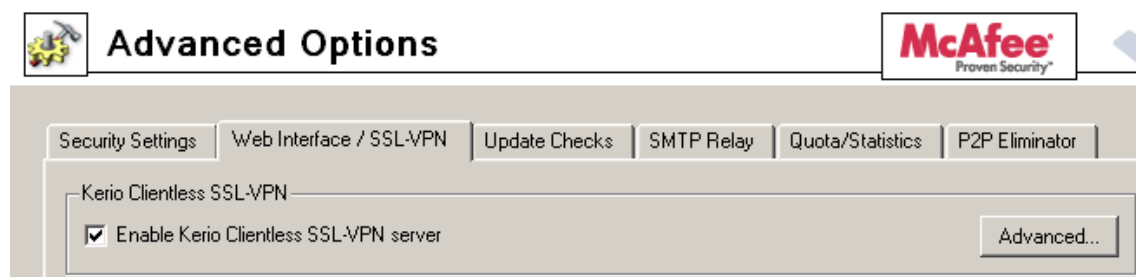 Advanced Options
McAfee®
Proven Security™
Security Settings Web Interface / SSL-VPN Update Checks SMTP Relay Quota/Statistics P2P Eliminator
Kerio Clientless SSL-VPN
Enable Kerio Clientless SSL-VPN server Advanced...